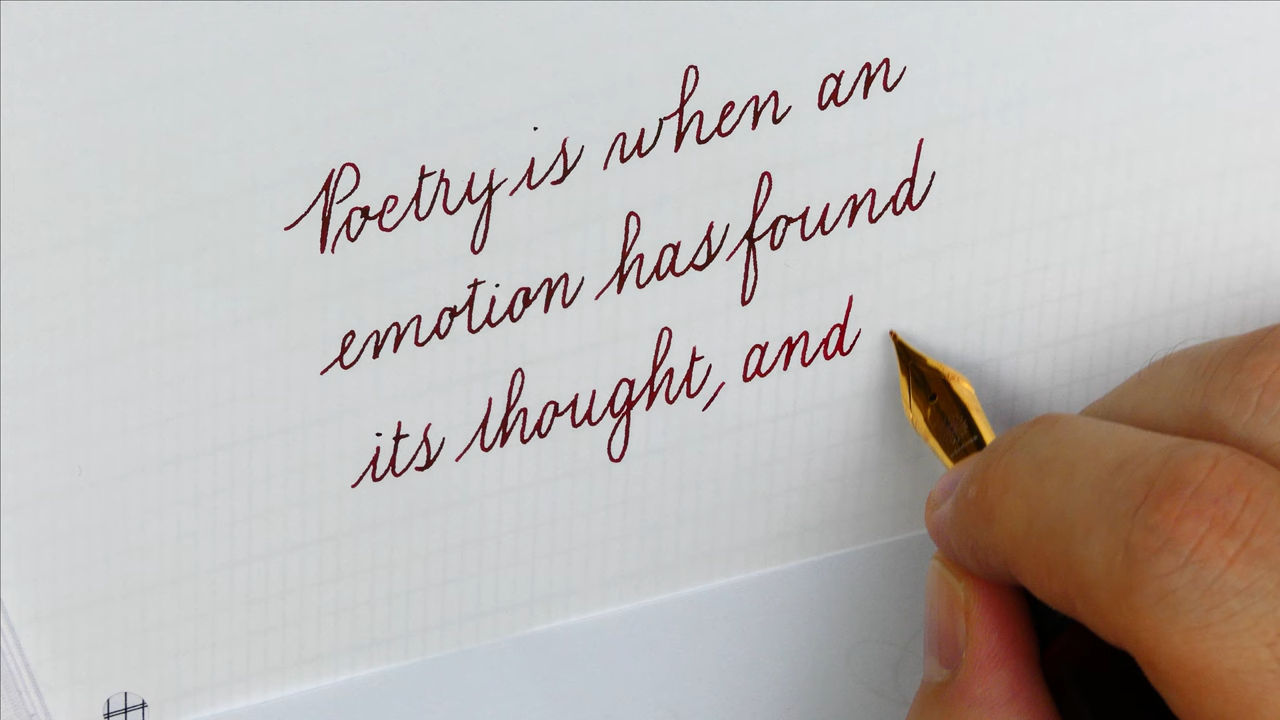 Poetry is when an
emotion has found
its thought, and